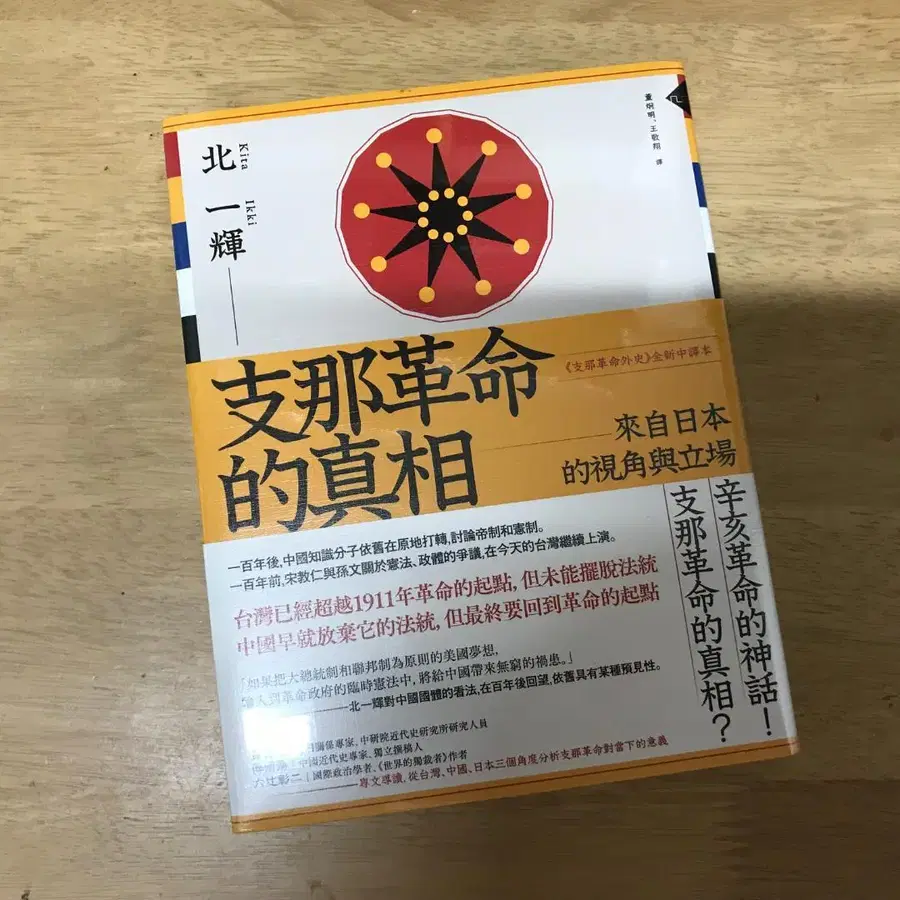 北一輝
Kita Ikki
董炯明,王敬翔 譯
支那革命
的真相
《支那革命外史》全新中譯本
來自日本
的視角與立場
辛亥革命的神話!
支那革命的真相?
一百年後,中國知識分子依舊在原地打轉,討論帝制和憲制。
一百年前,宋教仁與孫文關於憲法、政體的爭議,在今天的台灣繼續上演。
台灣已經超越1911年革命的起點,但未能擺脫法統
中國早就放棄它的法統,但最終要回到革命的起點
「如果把大總統制和聯邦制為原則的美國夢想,
輸入到革命政府的臨時憲法中,將給中國帶來無窮的禍患。」
北一輝對中國國體的看法,在百年後回望,依舊具有某種預見性。
關係專家,中研院近代史研究所研究人員
中國近代史專家,獨立撰稿人
六辻彰二|國際政治學者、《世界的獨裁者》作者
專文導讀,從台灣、中國、日本三個角度分析支那革命對當下的意義